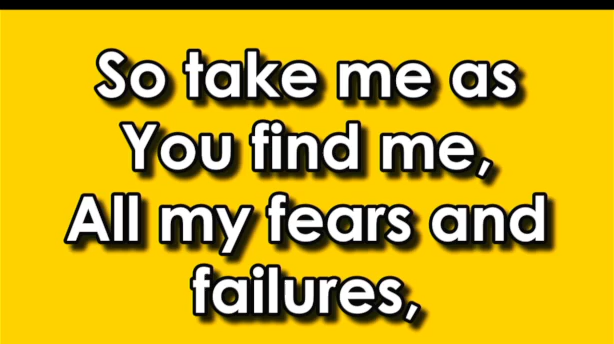 So take me as
You find me,
All my fears and
failures,